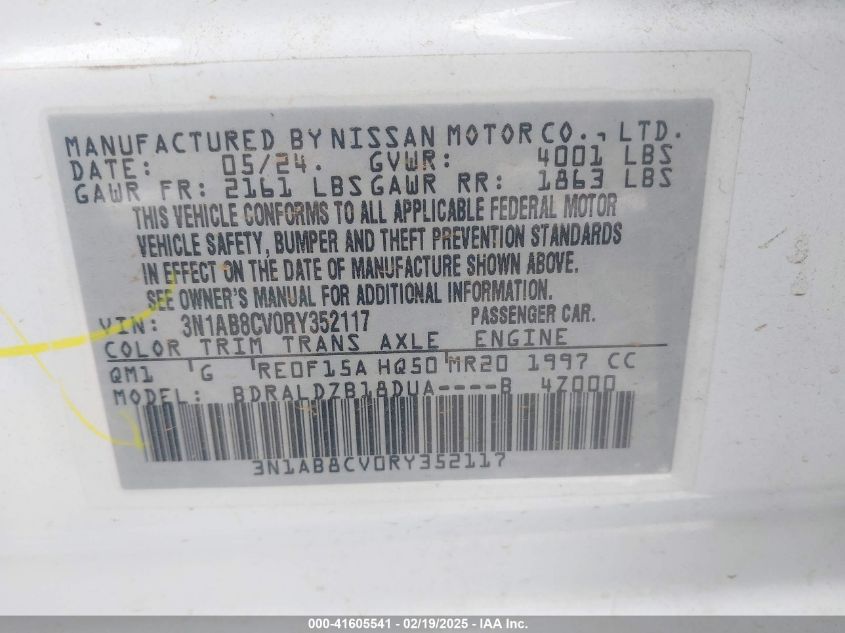 MANUFACTURED BY NISSAN MOTOR CO., LTD.
DATE: 05/24. GVWR: 4001 LBS
GAWR FR: 2161 LBS GAWR RR: 1863 LBS
THIS VEHICLE CONFORMS TO ALL APPLICABLE FEDERAL MOTOR
VEHICLE SAFETY, BUMPER AND THEFT PREVENTION STANDARDS
IN EFFECT ON THE DATE OF MANUFACTURE SHOWN ABOVE.
SEE OWNER'S MANUAL FOR ADDITIONAL INFORMATION.
VIN: 3N1AB8CV0RY352117 PASSENGER CAR.
COLOR TRIM TRANS AXLE ENGINE
QM1 G RE0F15A HQ50 MR20 1997 CC
MODEL: BDRALDZB18DUA----B 4Z000
3N1AB8CV0RY352117
000-41605541 - 02/19/2025 - IAA Inc.